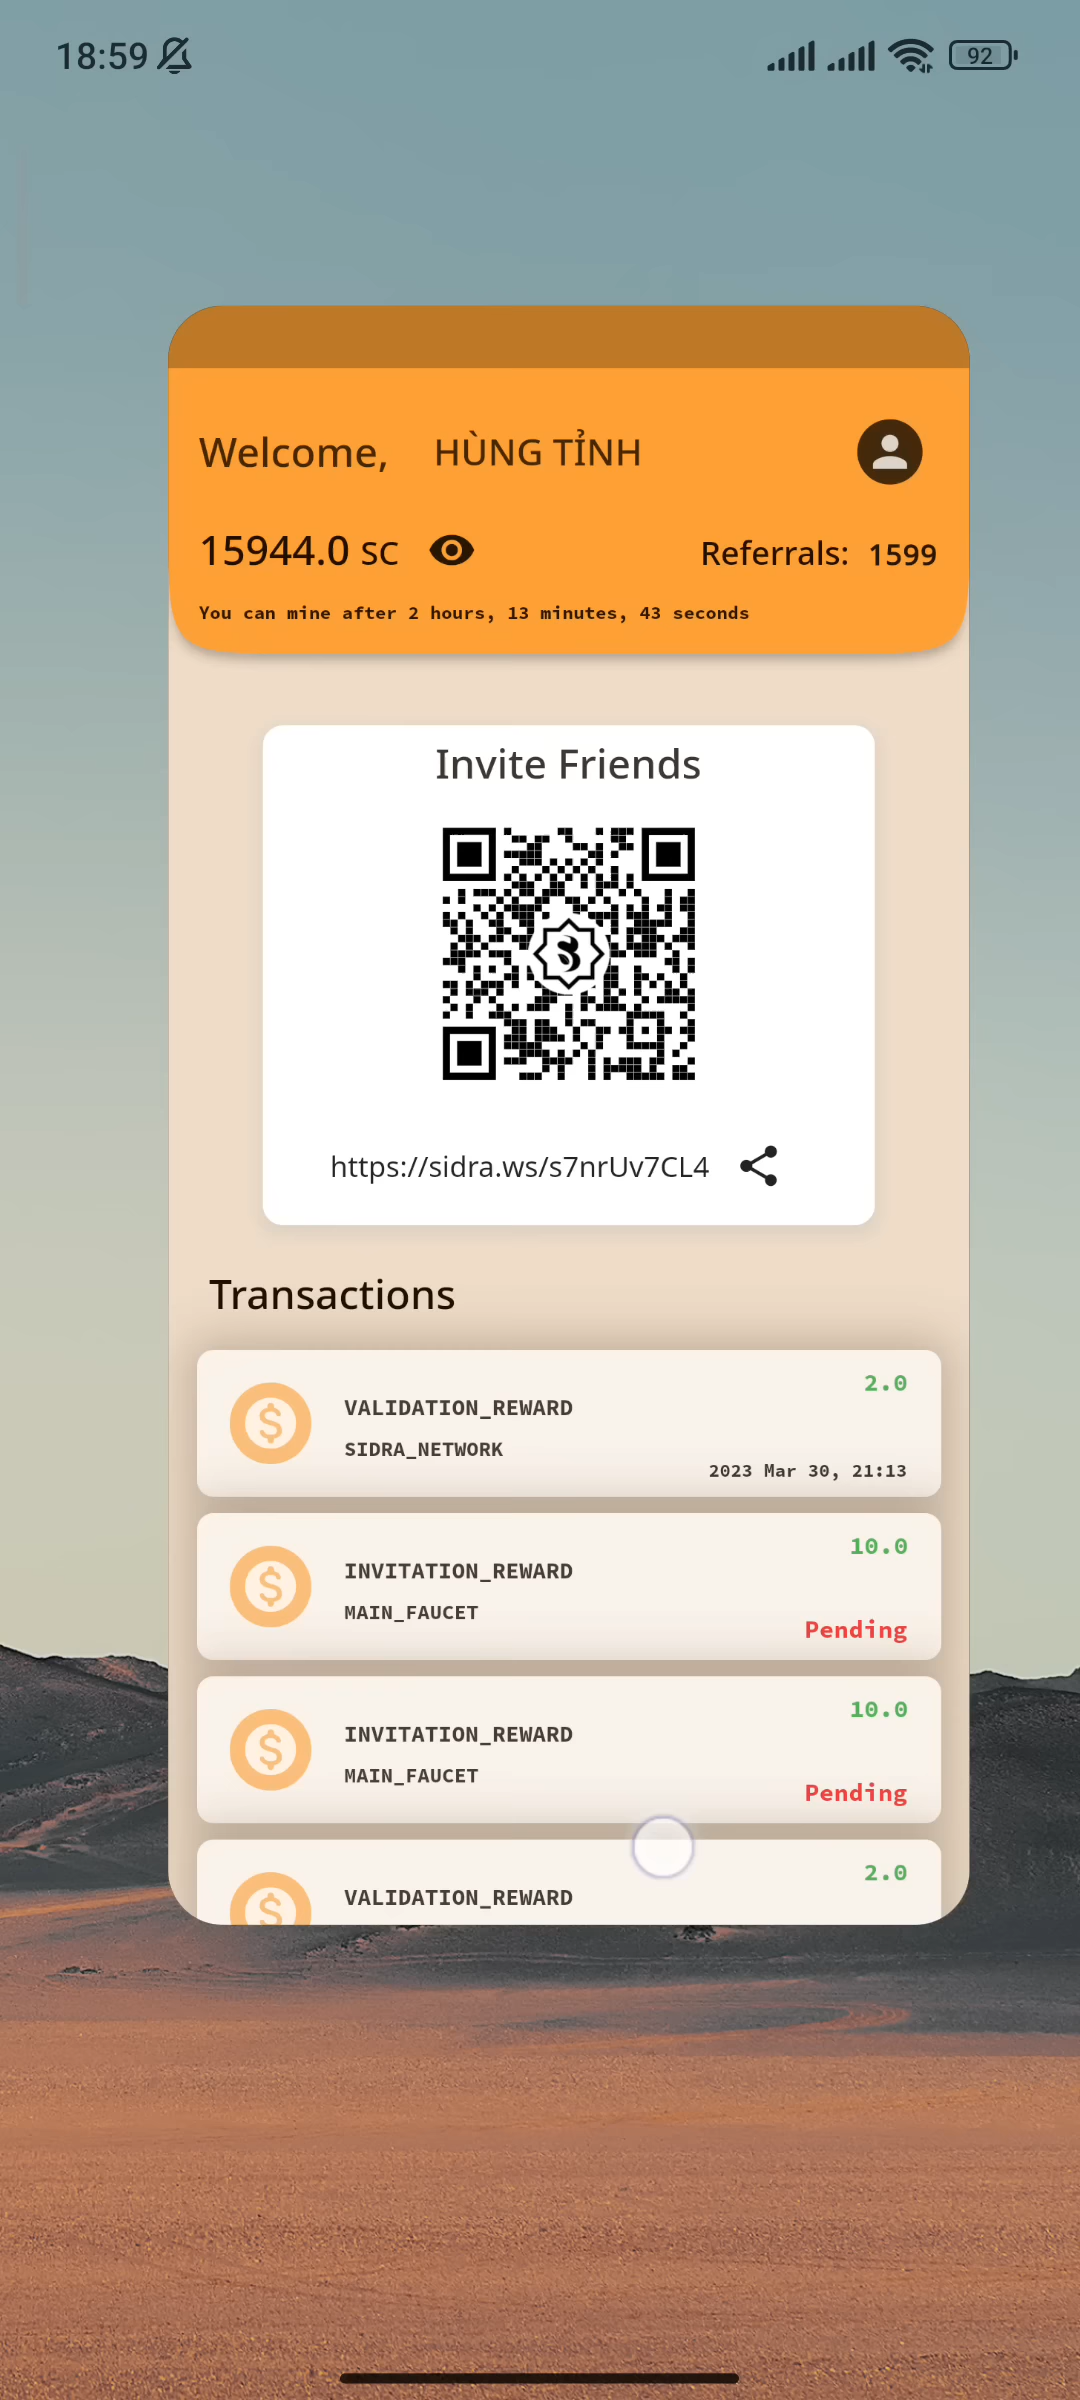 18:59
92
Welcome, HÙNG TỈNH
15944.0 SC
Referrals: 1599
You can mine after 2 hours, 13 minutes, 43 seconds
Invite Friends
https://sidra.ws/s7nrUv7CL4
Transactions
2.0
VALIDATION_REWARD
SIDRA_NETWORK
2023 Mar 30, 21:13
10.0
INVITATION_REWARD
MAIN_FAUCET
Pending
10.0
INVITATION_REWARD
MAIN_FAUCET
Pending
2.0
VALIDATION_REWARD